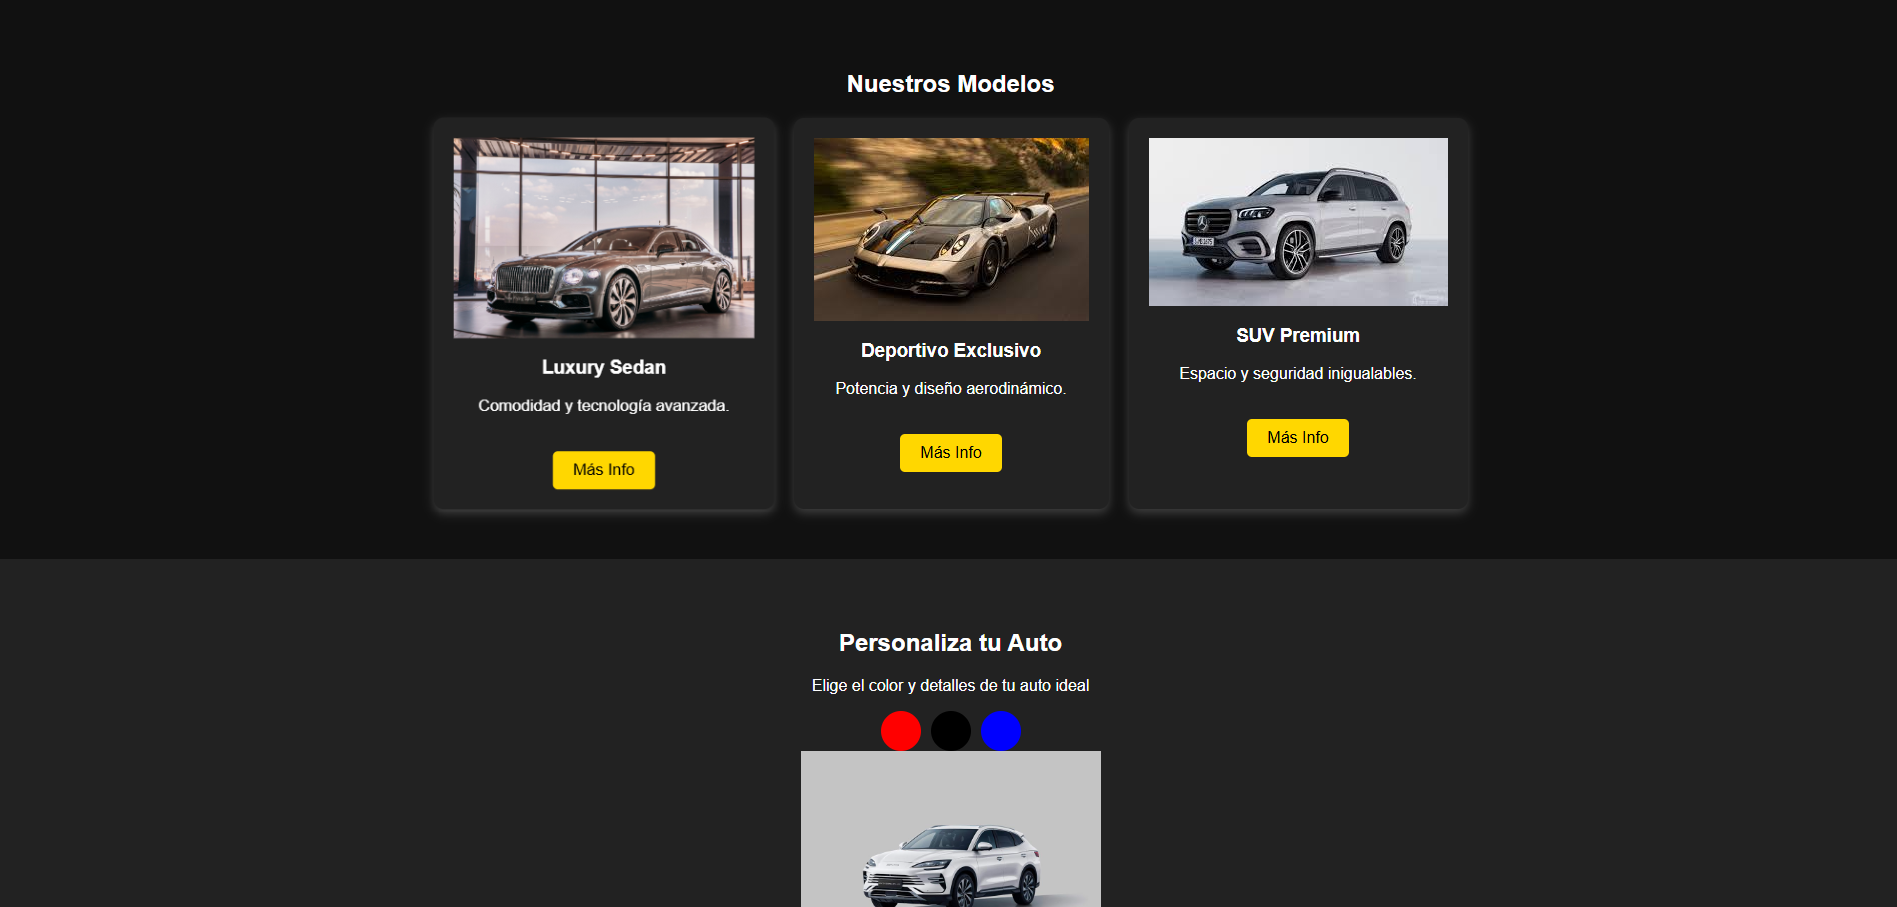 Nuestros Modelos
Luxury Sedan
Comodidad y tecnología avanzada.
Más Info
Deportivo Exclusivo
Potencia y diseño aerodinámico.
Más Info
SUV Premium
Espacio y seguridad inigualables.
Más Info
Personaliza tu Auto
Elige el color y detalles de tu auto ideal